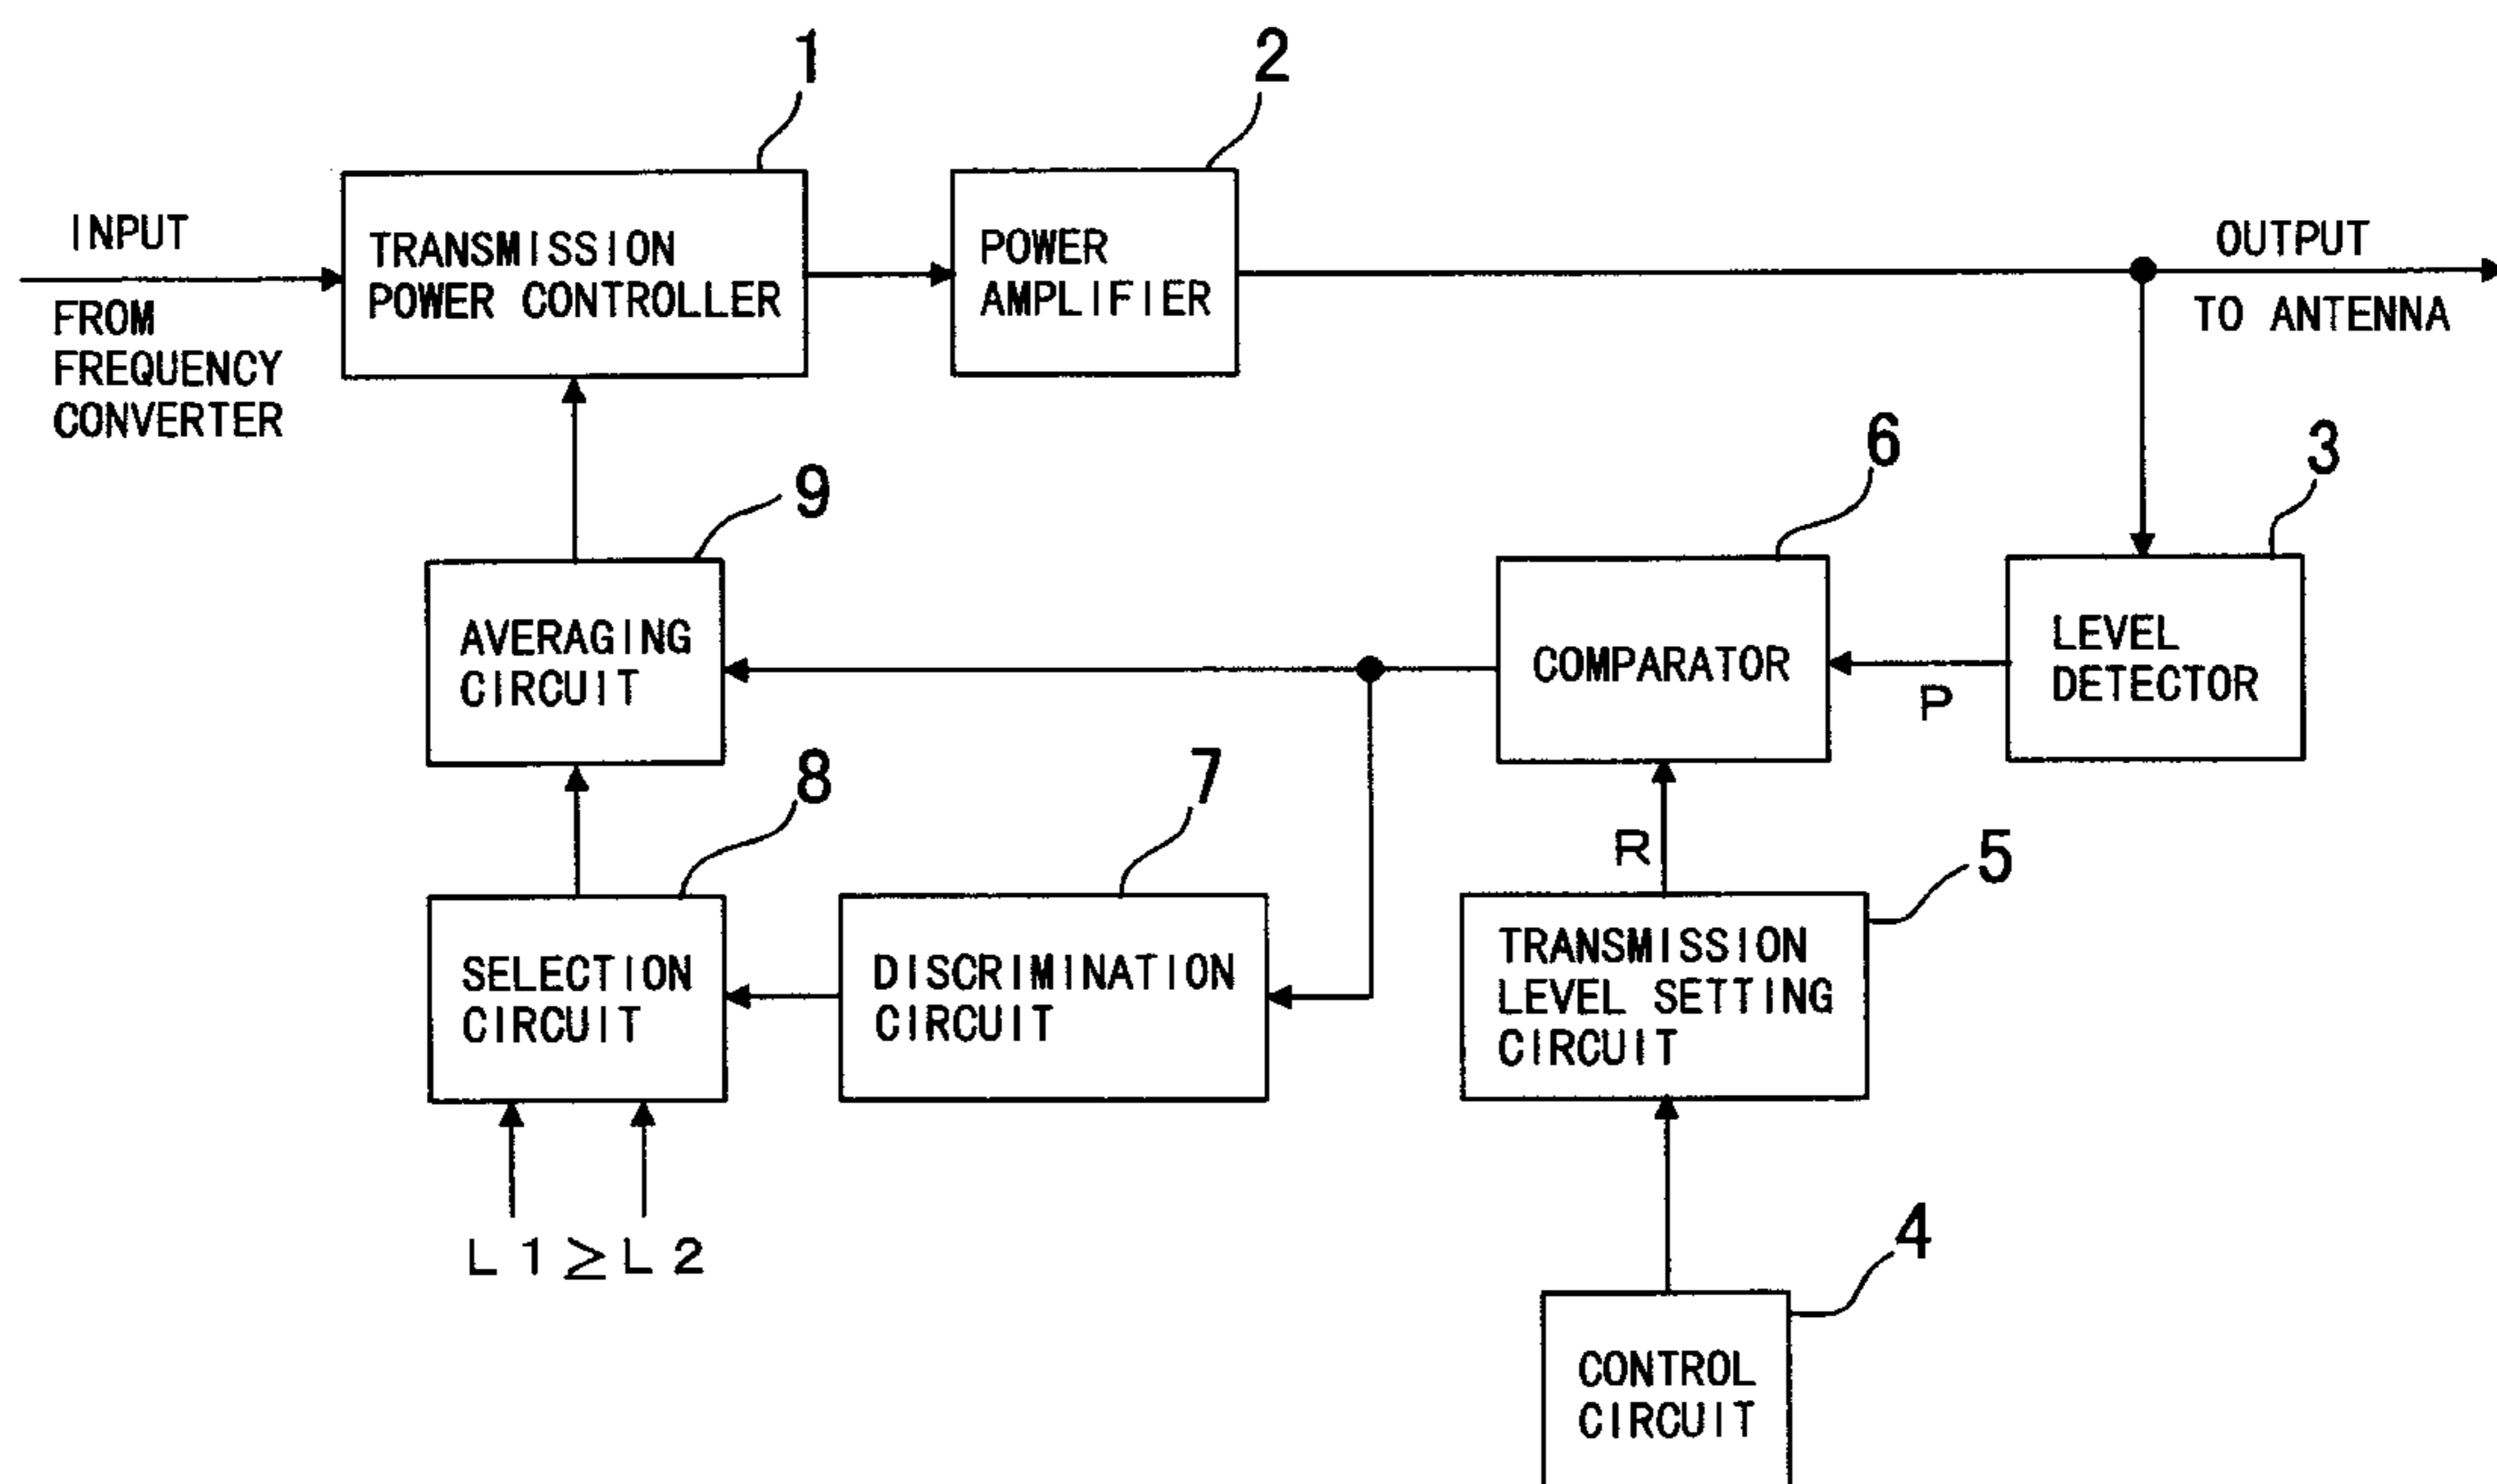 1
2
INPUT
FROM
FREQUENCY
CONVERTER
TRANSMISSION
POWER CONTROLLER
POWER
AMPLIFIER
OUTPUT
TO ANTENNA
9
6
3
AVERAGING
CIRCUIT
COMPARATOR
P
LEVEL
DETECTOR
8
7
R
5
SELECTION
CIRCUIT
DISCRIMINATION
CIRCUIT
TRANSMISSION
LEVEL SETTING
CIRCUIT
L1≥L2
4
CONTROL
CIRCUIT